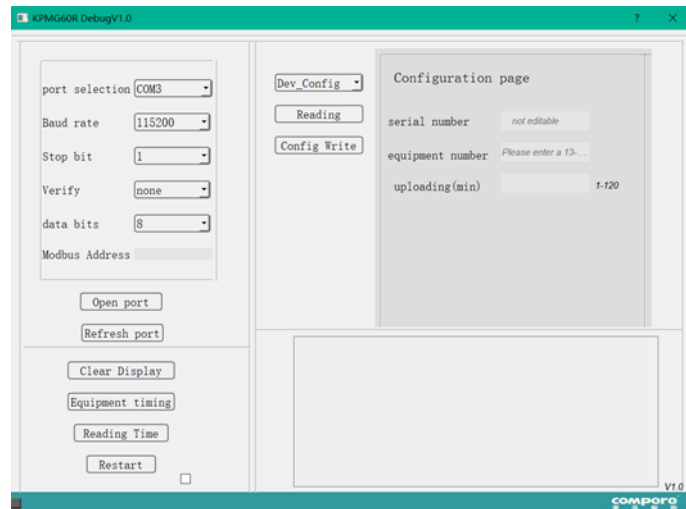 KPMG60R DebugV1.0
? ×
port selection COM3
Baud rate 115200
Stop bit 1
Verify none
data bits 8
Modbus Address
Open port
Refresh port
Clear Display
Equipment timing
Reading Time
Restart
Dev_Config
Reading
Config Write
Configuration page
serial number not editable
equipment number Please enter a 13-...
uploading(min) 1-120
V1.0
compere